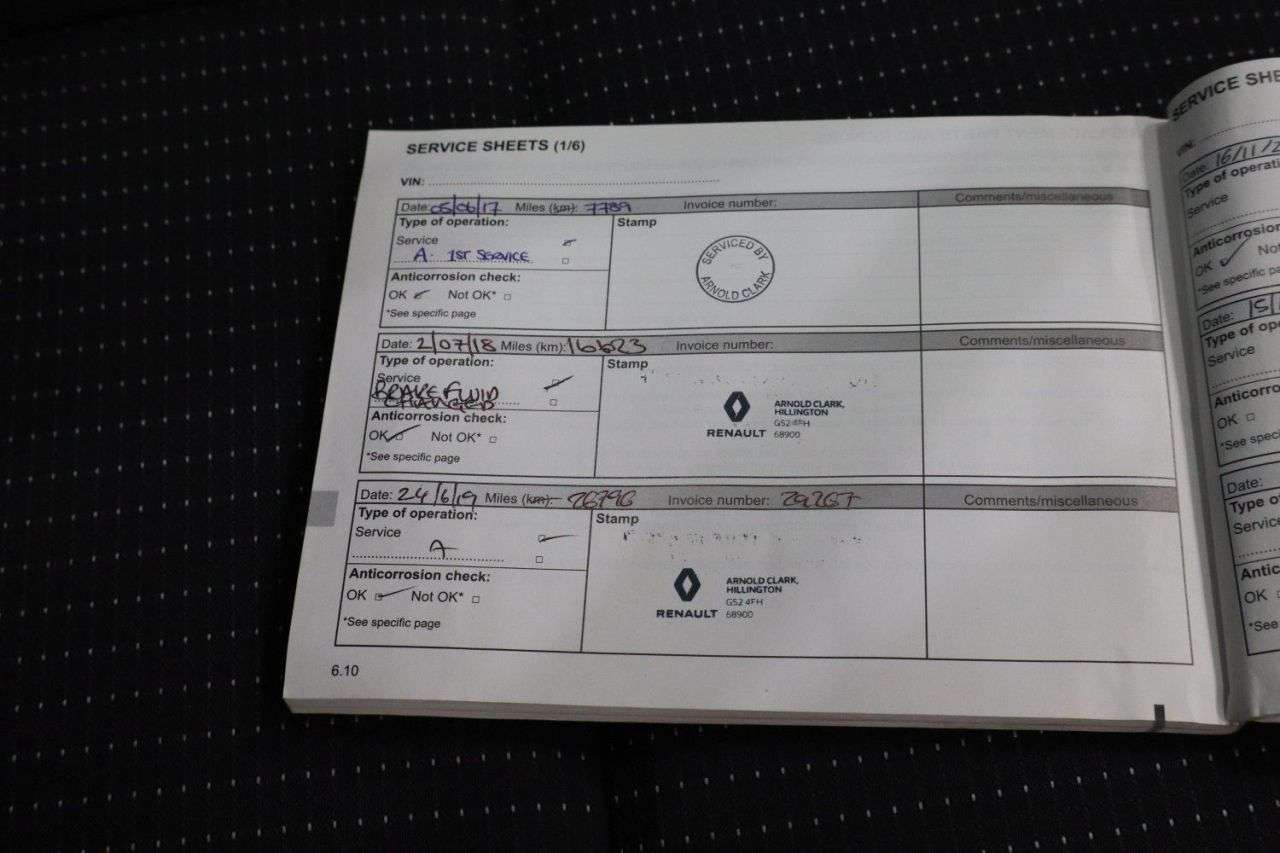 SERVICE SHEETS (1/6)
VIN:
Date: 05/06/17 Miles (km): 7789 Invoice number: Comments/miscellaneous
Type of operation: Stamp
Service
A. 1ST SERVICE
SERVICED BY
ARNOLD CLARK
Anticorrosion check:
OK Not OK*
*See specific page
Date: 2/07/18 Miles (km): 16623 Invoice number: Comments/miscellaneous
Type of operation: Stamp
Service
BRAKE FLUID
CHANGED
Anticorrosion check:
OK Not OK*
*See specific page
RENAULT
ARNOLD CLARK,
HILLINGTON
G52 4FH
68900
Date: 24/6/19 Miles (km): 26796 Invoice number: 29267 Comments/miscellaneous
Type of operation: Stamp
Service
A
Anticorrosion check:
OK Not OK*
*See specific page
RENAULT
ARNOLD CLARK,
HILLINGTON
G52 4FH
68900
6.10
SERVICE SHE
VIN:
Date: 16/11/2
Type of operati
Service
Anticorrosion
OK No
*See specific pa
Date: 15/
Type of op
Service
Anticorro
OK
*See speci
Date:
Type o
Service
Antic
OK
*See